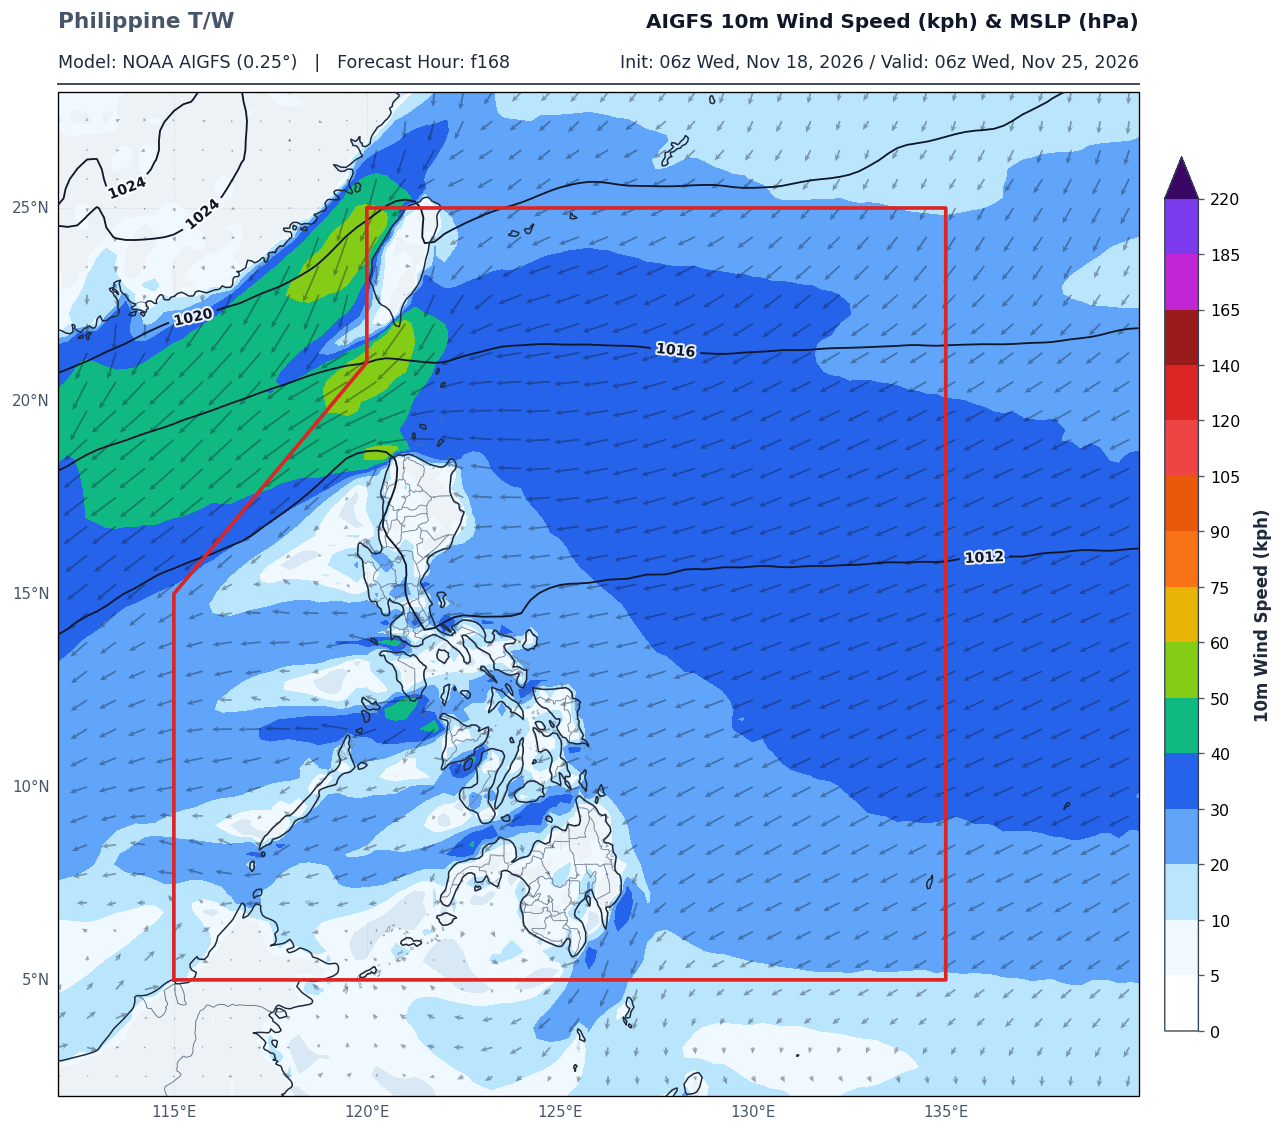 Philippine T/W
AIGFS 10m Wind Speed (kph) & MSLP (hPa)
Model: NOAA AIGFS (0.25°) | Forecast Hour: f168
Init: 06z Wed, Nov 18, 2026 / Valid: 06z Wed, Nov 25, 2026
1024
1024
1020
1016
1012
25°N
20°N
15°N
10°N
5°N
115°E
120°E
125°E
130°E
135°E
220
185
165
140
120
105
90
75
60
50
40
30
20
10
5
0
10m Wind Speed (kph)